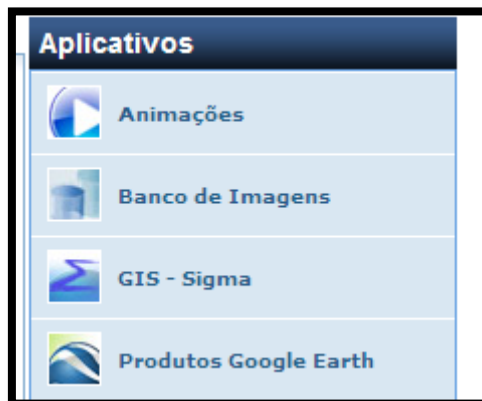 Aplicativos
Animações
Banco de Imagens
GIS - Sigma
Produtos Google Earth